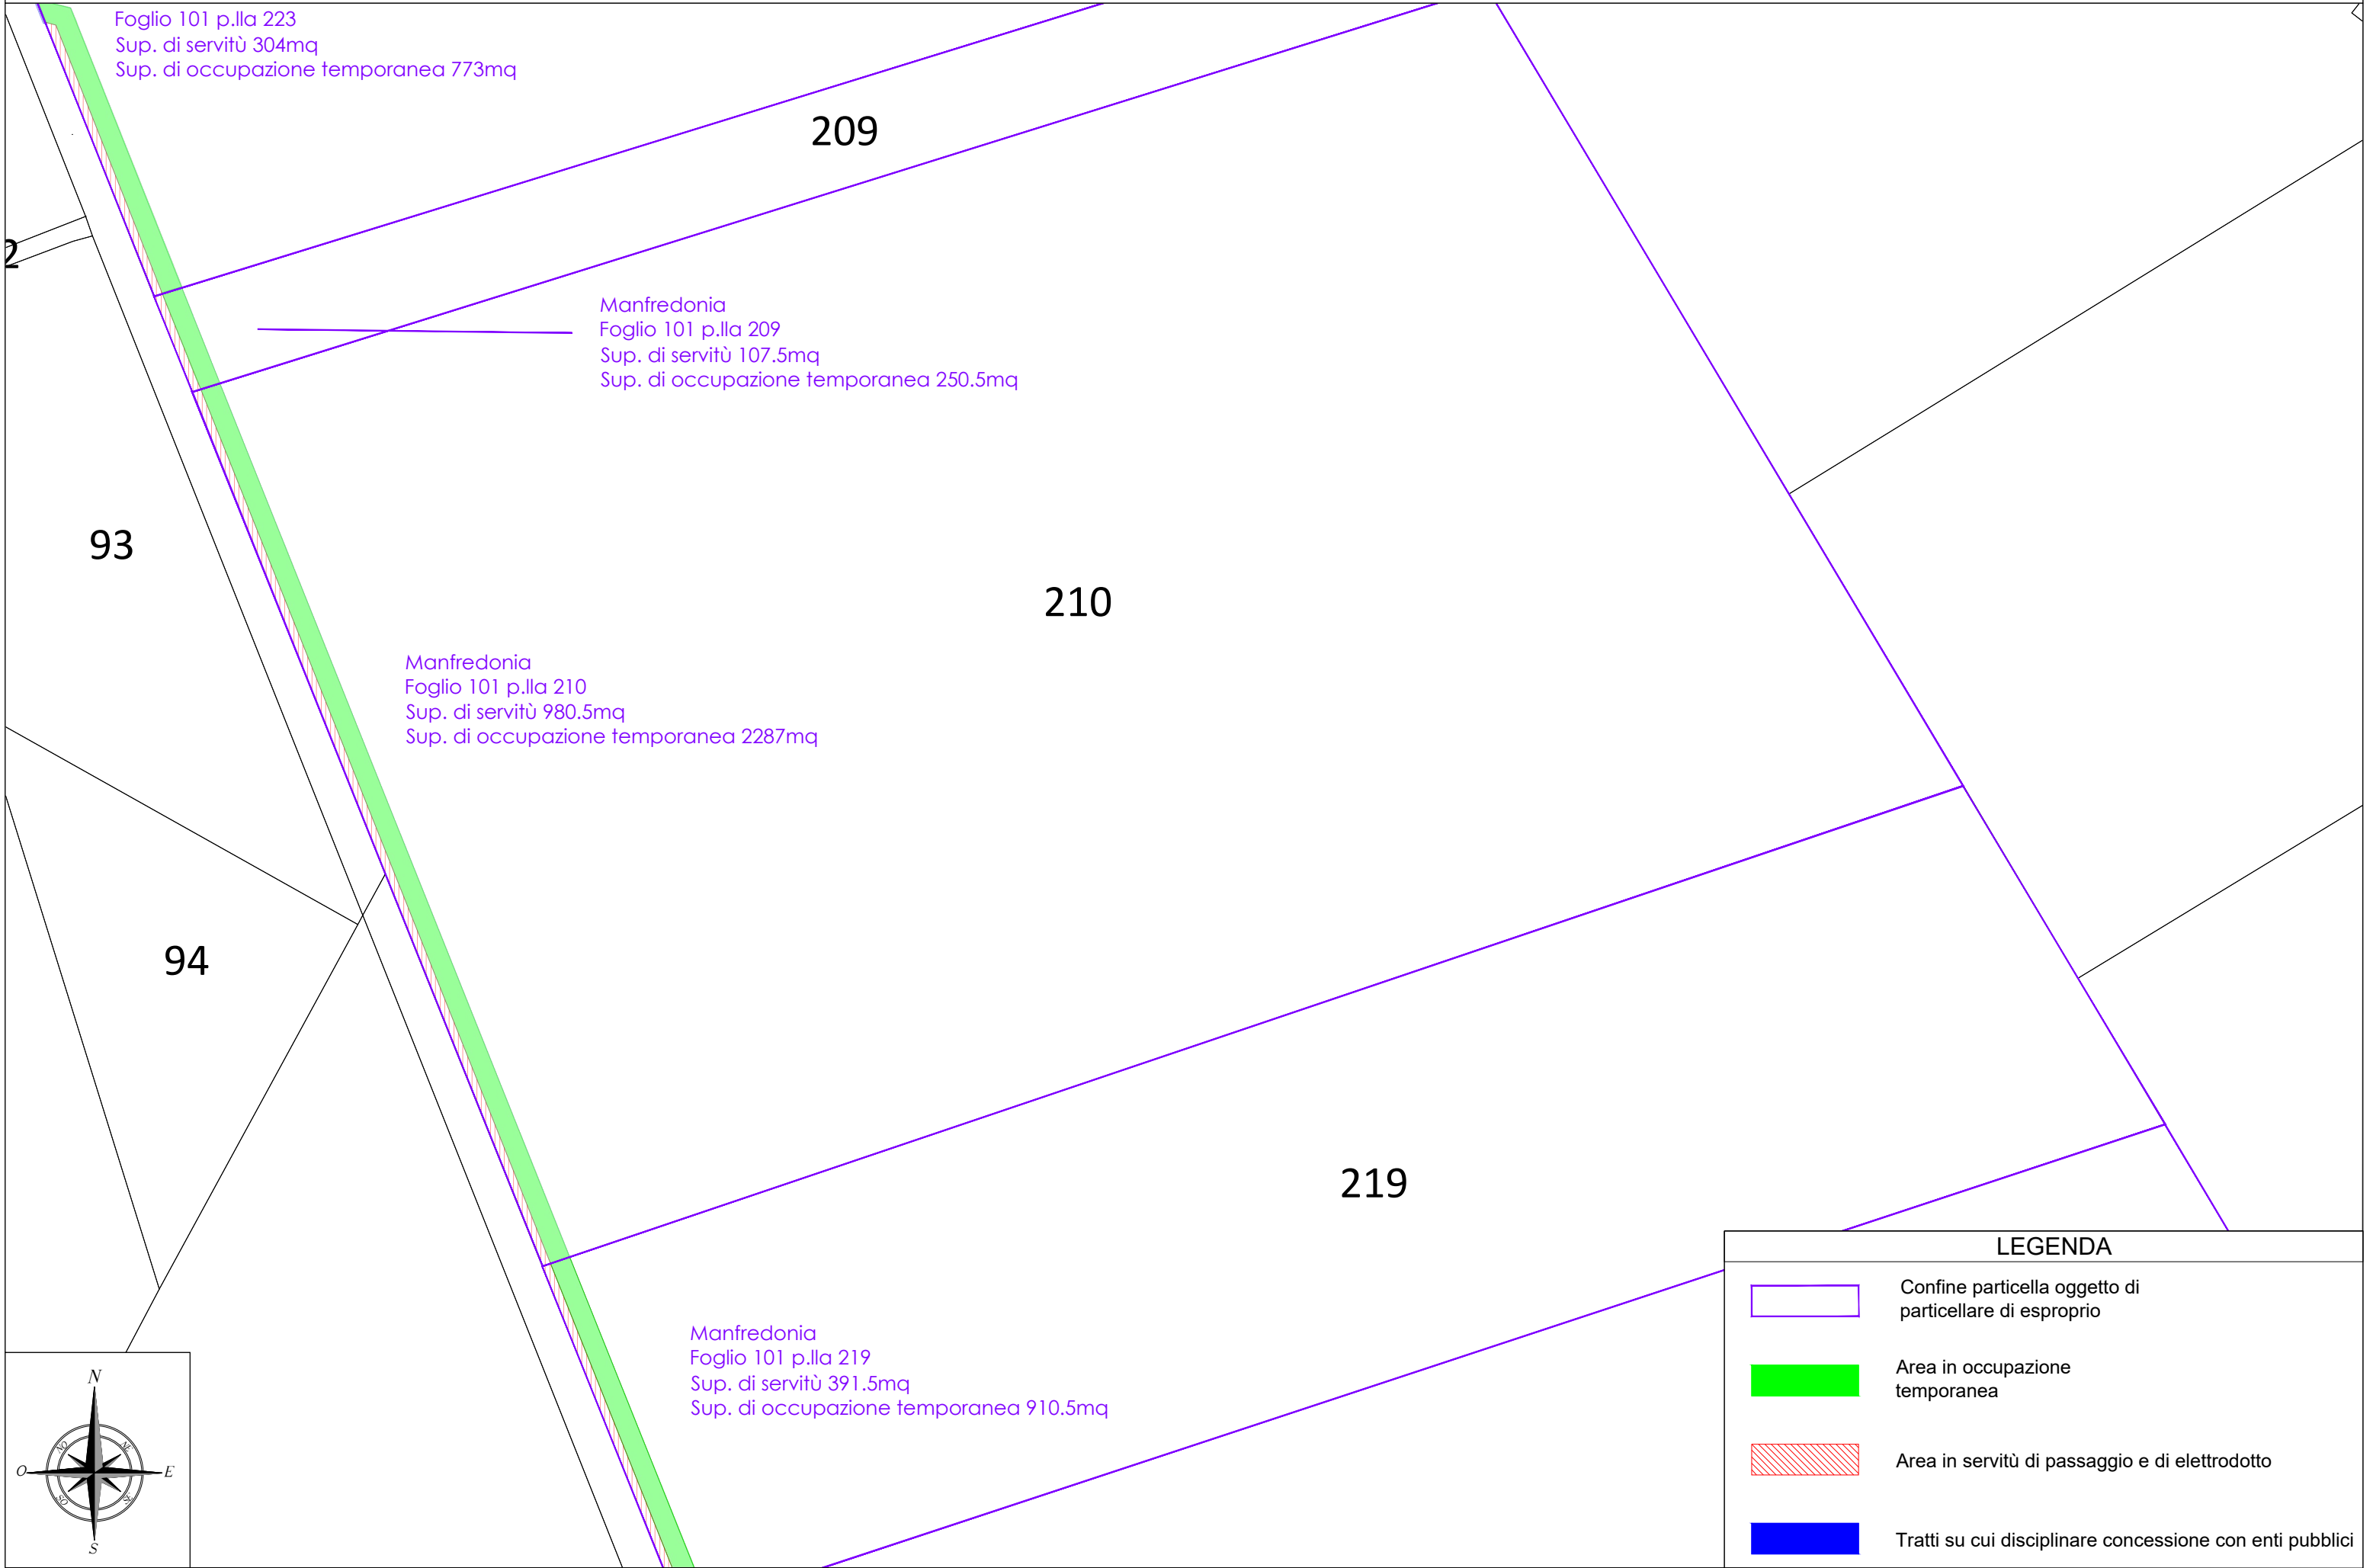 Foglio 101 p.lla 223
Sup. di servitù 304mq
Sup. di occupazione temporanea 773mq
209
2
Manfredonia
Foglio 101 p.lla 209
Sup. di servitù 107.5mq
Sup. di occupazione temporanea 250.5mq
93
210
Manfredonia
Foglio 101 p.lla 210
Sup. di servitù 980.5mq
Sup. di occupazione temporanea 2287mq
94
219
Manfredonia
Foglio 101 p.lla 219
Sup. di servitù 391.5mq
Sup. di occupazione temporanea 910.5mq
LEGENDA
Confine particella oggetto di
particellare di esproprio
Area in occupazione
temporanea
Area in servitù di passaggio e di elettrodotto
Tratti su cui disciplinare concessione con enti pubblici
N
NO
O
E
SO
S